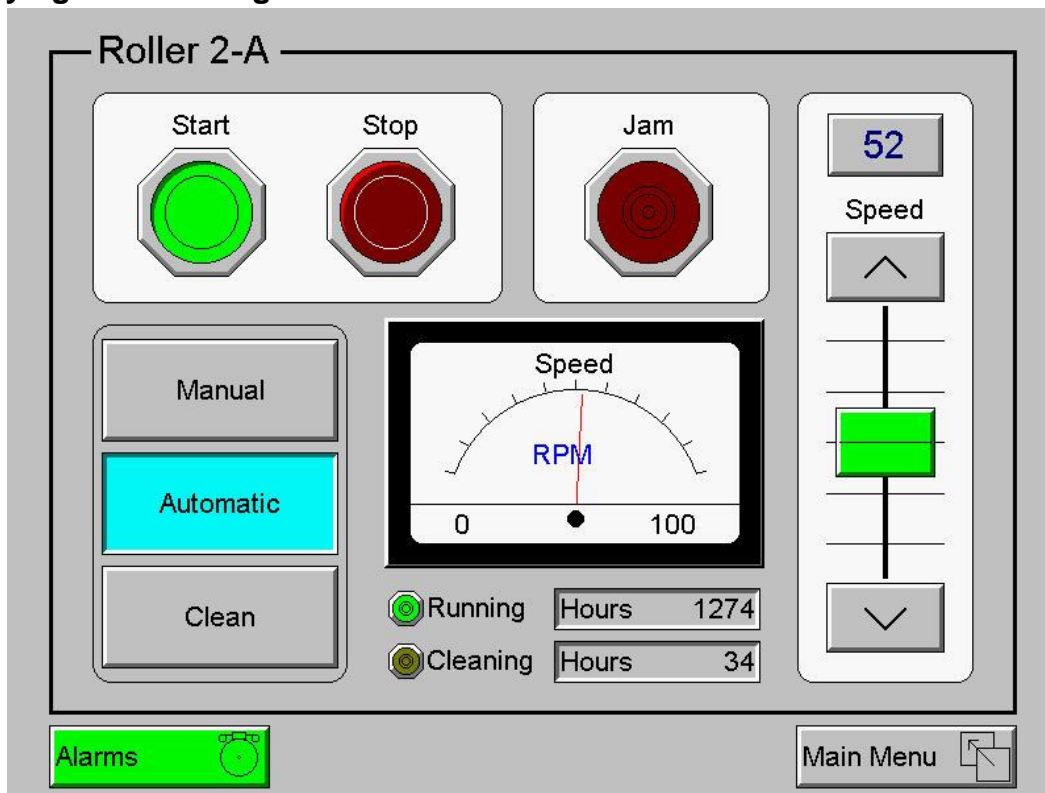 Roller 2-A
Start
Stop
Jam
52
Speed
Manual
Automatic
Clean
Speed
RPM
0
100
Running
Hours 1274
Cleaning
Hours 34
Alarms
Main Menu